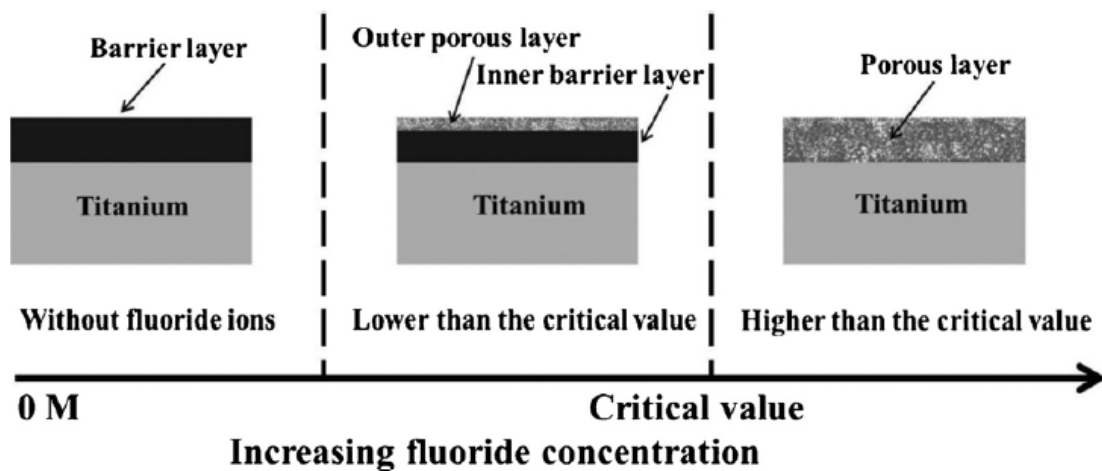 Barrier layer
Outer porous layer
Inner barrier layer
Porous layer
Titanium
Titanium
Titanium
Without fluoride ions
Lower than the critical value
Higher than the critical value
0 M
Critical value
Increasing fluoride concentration